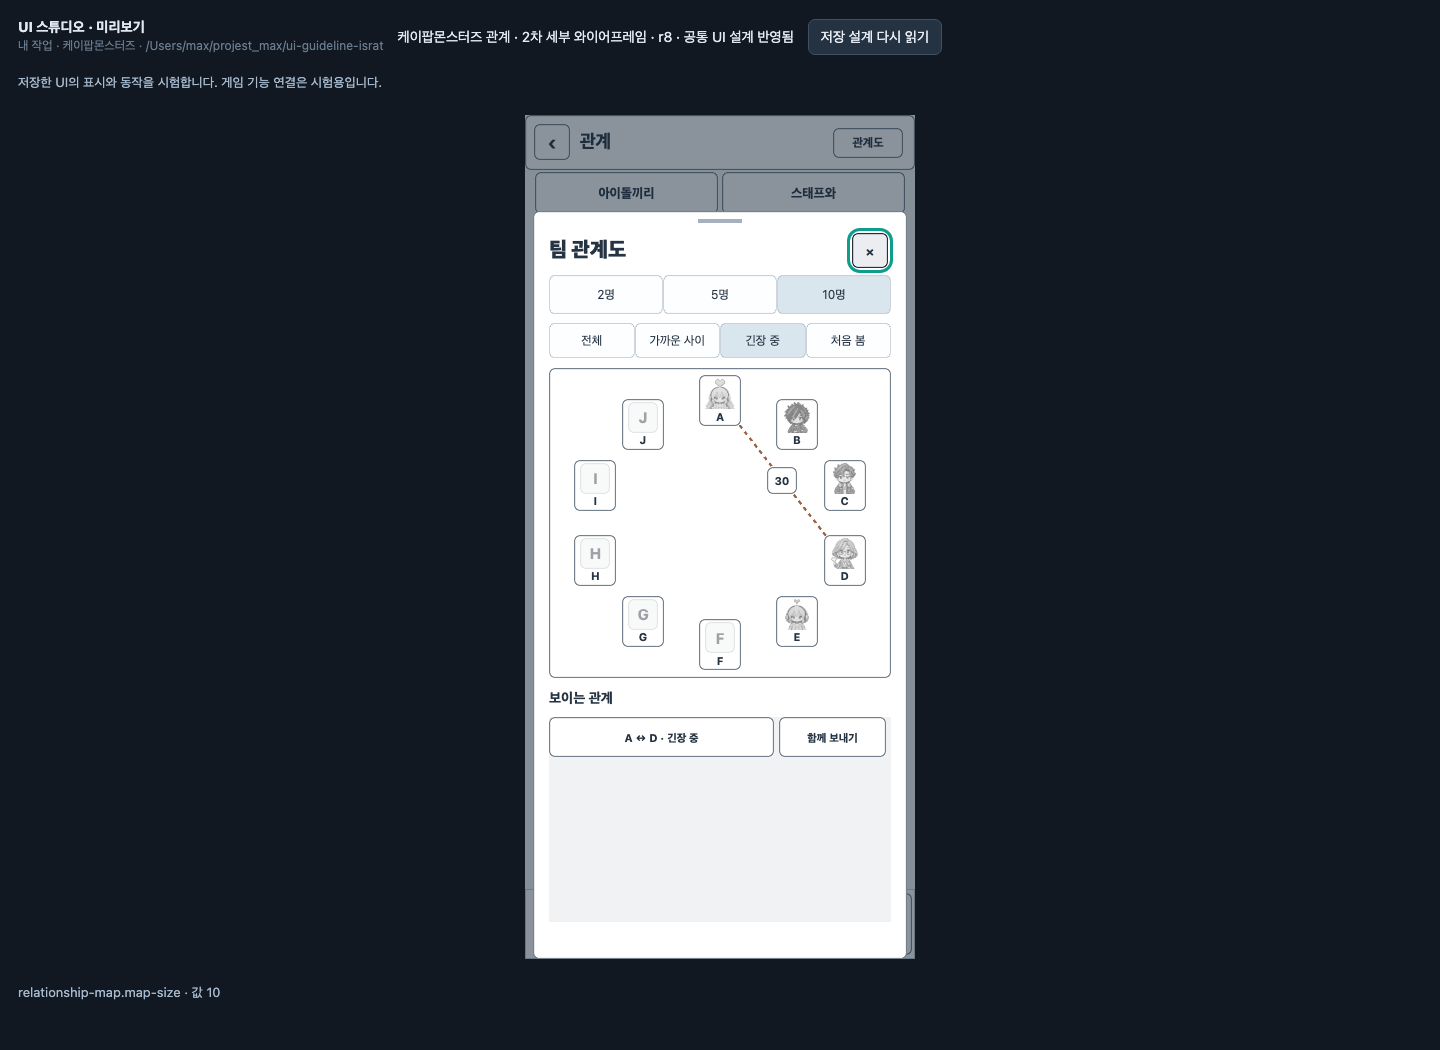 UI 스튜디오 · 미리보기
내 작업 · 케이팝몬스터즈 · /Users/max/projest_max/ui-guideline-israt
케이팝몬스터즈 관계 · 2차 세부 와이어프레임 · r8 · 공통 UI 설계 반영됨
저장 설계 다시 읽기
저장한 UI의 표시와 동작을 시험합니다. 게임 기능 연결은 시험용입니다.
‹ 관계
관계도
아이돌끼리
스태프와
팀 관계도
×
2명
5명
10명
전체
가까운 사이
긴장 중
처음 봄
A
J
J
B
I
I
30
C
H
H
D
G
G
E
F
F
보이는 관계
A ↔ D · 긴장 중
함께 보내기
relationship-map.map-size · 값 10